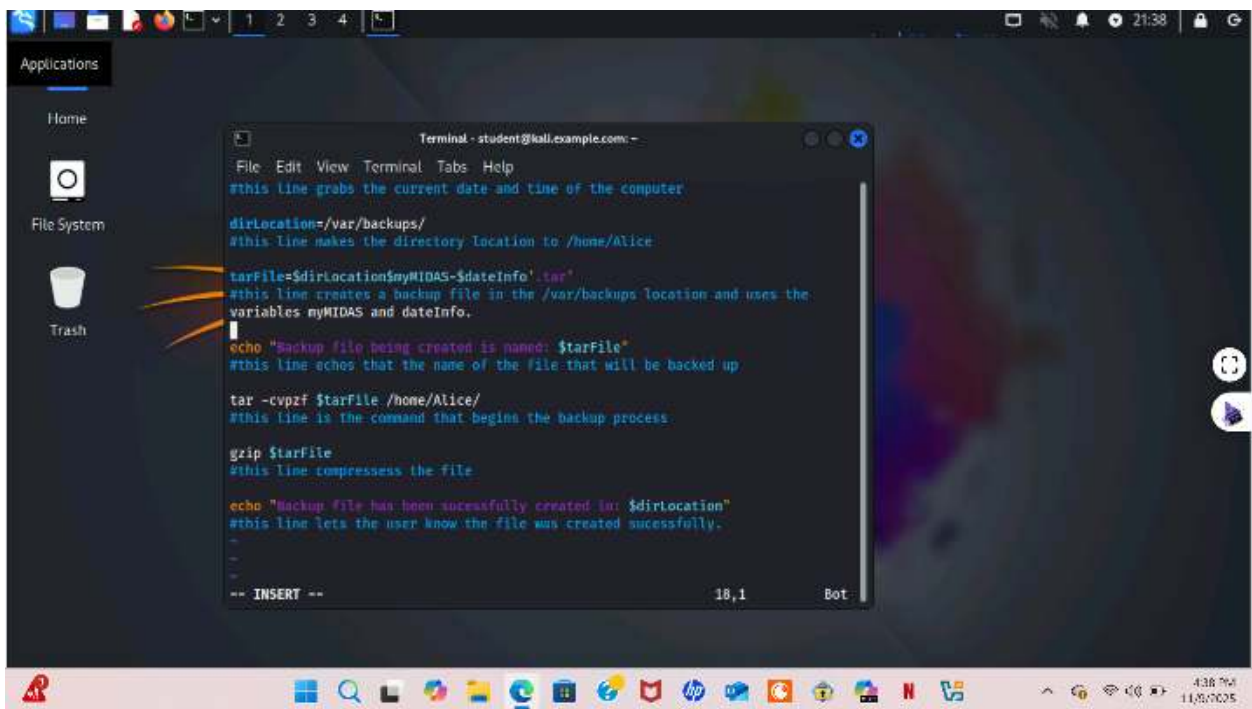 1 2 3 4
21:38
Applications
Home
File System
Trash
Terminal - student@kali.example.com: ~
File Edit View Terminal Tabs Help
#this line grabs the current date and time of the computer
dirLocation=/var/backups/
#this line makes the directory location to /home/Alice
tarFile=$dirLocation$myMIDAS-$dateInfo'.tar'
#this line creates a backup file in the /var/backups location and uses the
variables myMIDAS and dateInfo.
echo "Backup file being created is named: $tarFile"
#this line echos that the name of the file that will be backed up
tar -cvpzf $tarFile /home/Alice/
#this line is the command that begins the backup process
gzip $tarFile
#this line compressess the file
echo "Backup file has been sucessfully created in: $dirLocation"
#this line lets the user know the file was created sucessfully.
~
~
~
-- INSERT -- 18,1 Bot
4:38 PM
11/9/2025